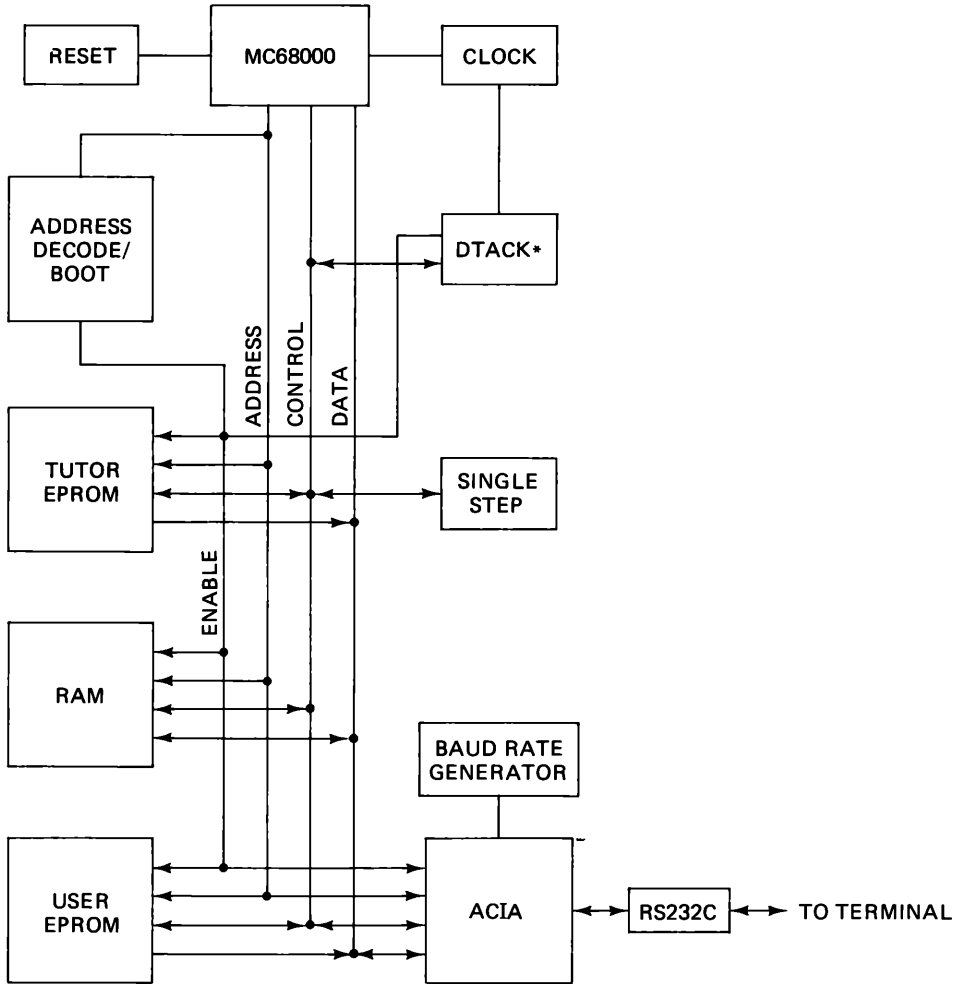 RESET
MC68000
CLOCK
ADDRESS
DECODE/
BOOT
DTACK*
ADDRESS
CONTROL
DATA
TUTOR
EPROM
SINGLE
STEP
ENABLE
RAM
BAUD RATE
GENERATOR
USER
EPROM
ACIA
RS232C
TO TERMINAL